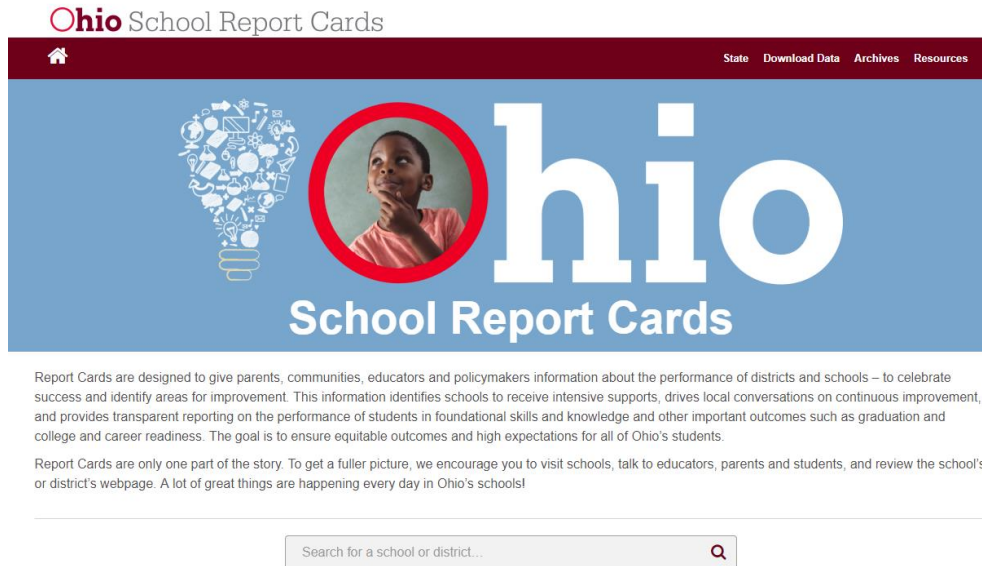 Ohio School Report Cards
State Download Data Archives Resources
Ohio
School Report Cards
Report Cards are designed to give parents, communities, educators and policymakers information about the performance of districts and schools – to celebrate
success and identify areas for improvement. This information identifies schools to receive intensive supports, drives local conversations on continuous improvement,
and provides transparent reporting on the performance of students in foundational skills and knowledge and other important outcomes such as graduation and
college and career readiness. The goal is to ensure equitable outcomes and high expectations for all of Ohio's students.
Report Cards are only one part of the story. To get a fuller picture, we encourage you to visit schools, talk to educators, parents and students, and review the school's
or district's webpage. A lot of great things are happening every day in Ohio's schools!
Search for a school or district...